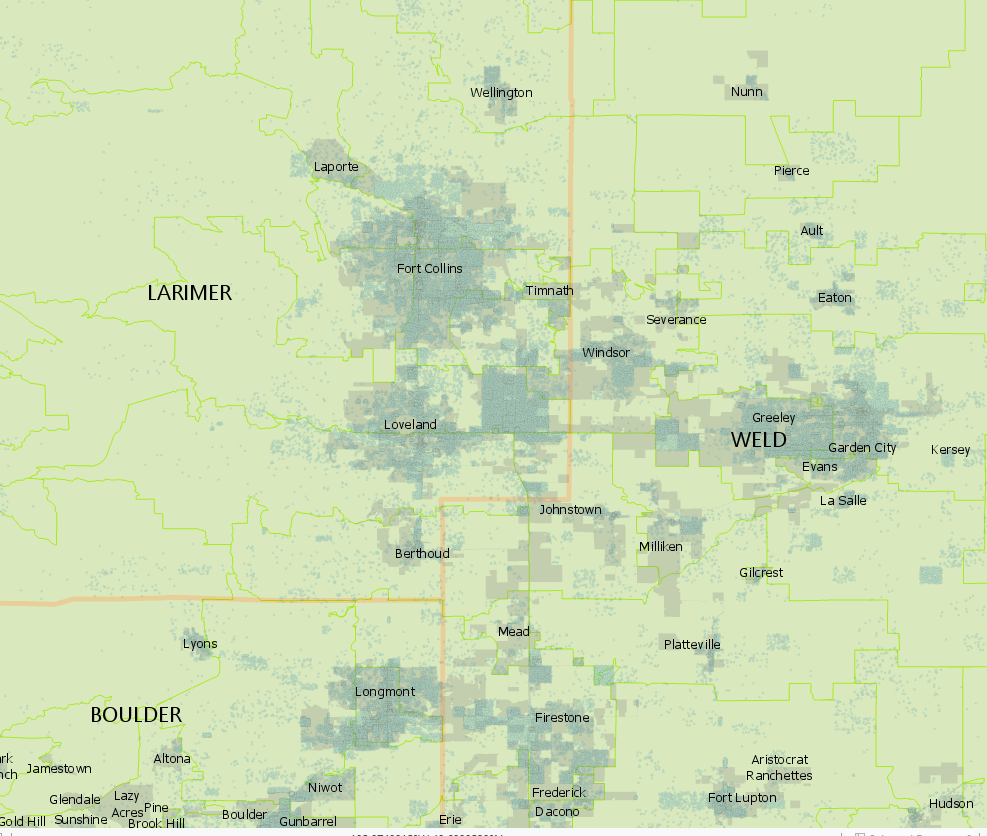 Wellington
Nunn
Laporte
Pierce
Ault
Fort Collins
LARIMER
Timnath
Eaton
Severance
Windsor
Greeley
Loveland
WELD
Garden City
Kersey
Evans
La Salle
Johnstown
Milliken
Berthoud
Gilcrest
Mead
Lyons
Platteville
Longmont
BOULDER
Firestone
Altona
Aristocrat
Ranchettes
Jamestown
Niwot
Frederick
Fort Lupton
Glendale
Lazy
Acres
Pine
Brook Hill
Hudson
Dacono
Boulder
Gold Hill
Sunshine
Gunbarrel
Erie